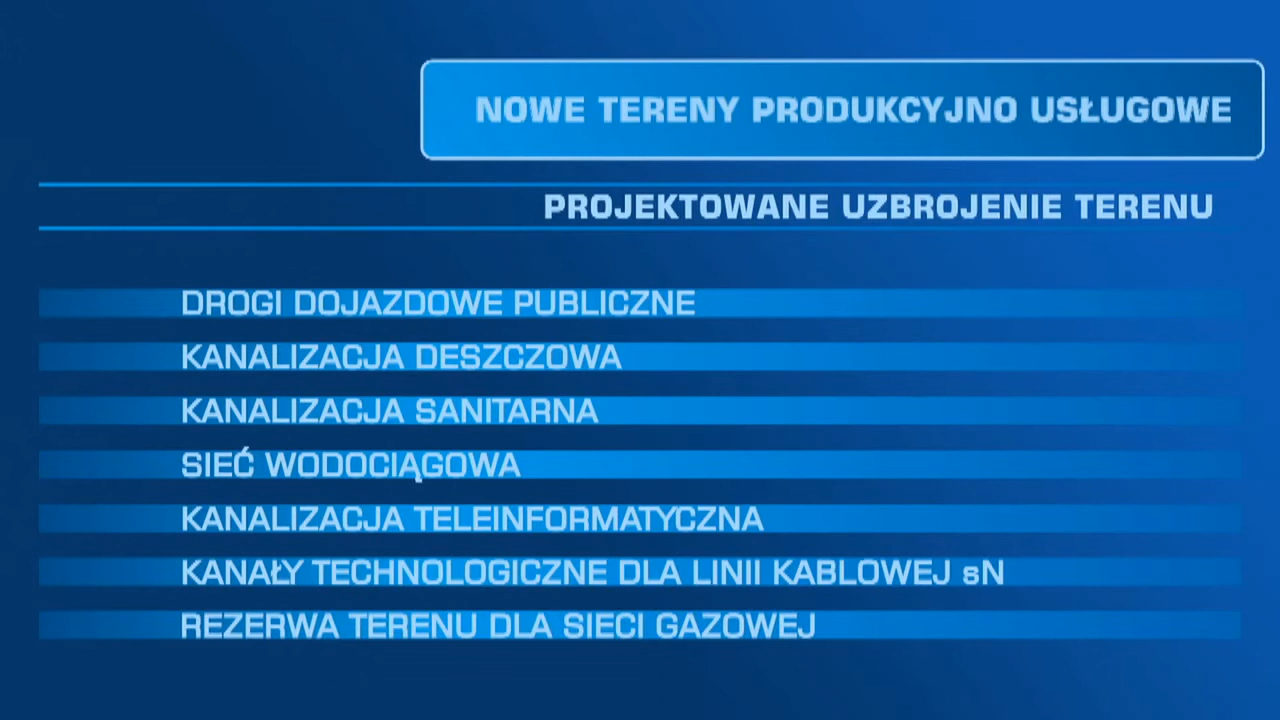 NOWE TERENY PRODUKCYJNO USŁUGOWE
PROJEKTOWANE UZBROJENIE TERENU
DROGI DOJAZDOWE PUBLICZNE
KANALIZACJA DESZCZOWA
KANALIZACJA SANITARNA
SIEĆ WODOCIĄGOWA
KANALIZACJA TELEINFORMATYCZNA
KANAŁY TECHNOLOGICZNE DLA LINII KABLOWEJ sN
REZERWA TERENU DLA SIECI GAZOWEJ